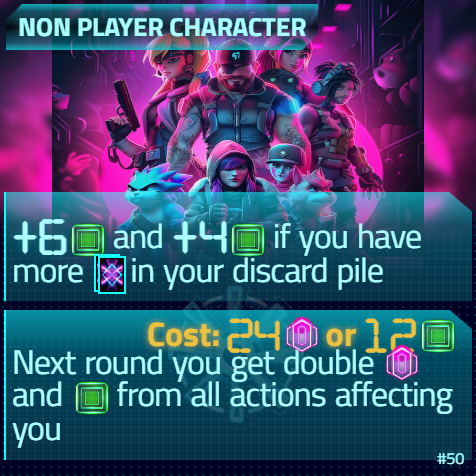 NON PLAYER CHARACTER
+6 and +4 if you have
more in your discard pile
Cost: 24 or 12
Next round you get double
and from all actions affecting
you
#50